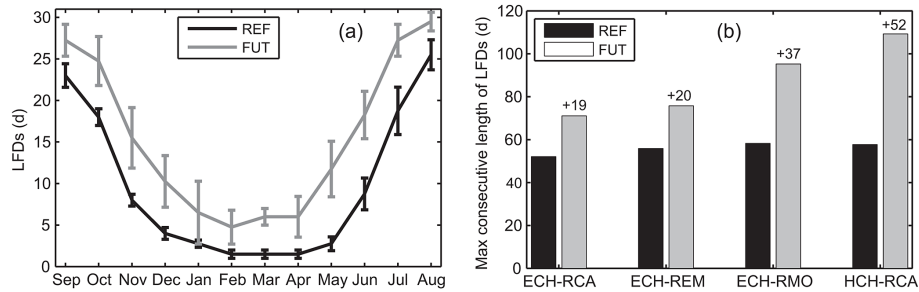 30
25
20
15
10
5
0
LFDs (d)
REF
FUT
(a)
Sep Oct Nov Dec Jan Feb Mar Apr May Jun Jul Aug
120
100
80
60
40
20
0
Max consecutive length of LFDs (d)
REF
FUT
(b)
+19
+20
+37
+52
ECH-RCA ECH-REM ECH-RMO HCH-RCA